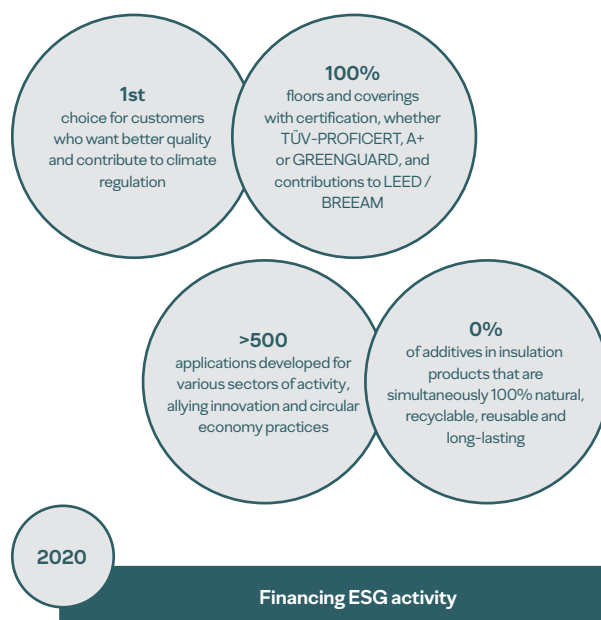 1st
choice for customers
who want better quality
and contribute to climate
regulation
100%
floors and coverings
with certification, whether
TÜV-PROFICERT, A+
or GREENGUARD, and
contributions to LEED /
BREEAM
>500
applications developed for
various sectors of activity,
allying innovation and circular
economy practices
0%
of additives in insulation
products that are
simultaneously 100% natural,
recyclable, reusable and
long-lasting
2020
Financing ESG activity